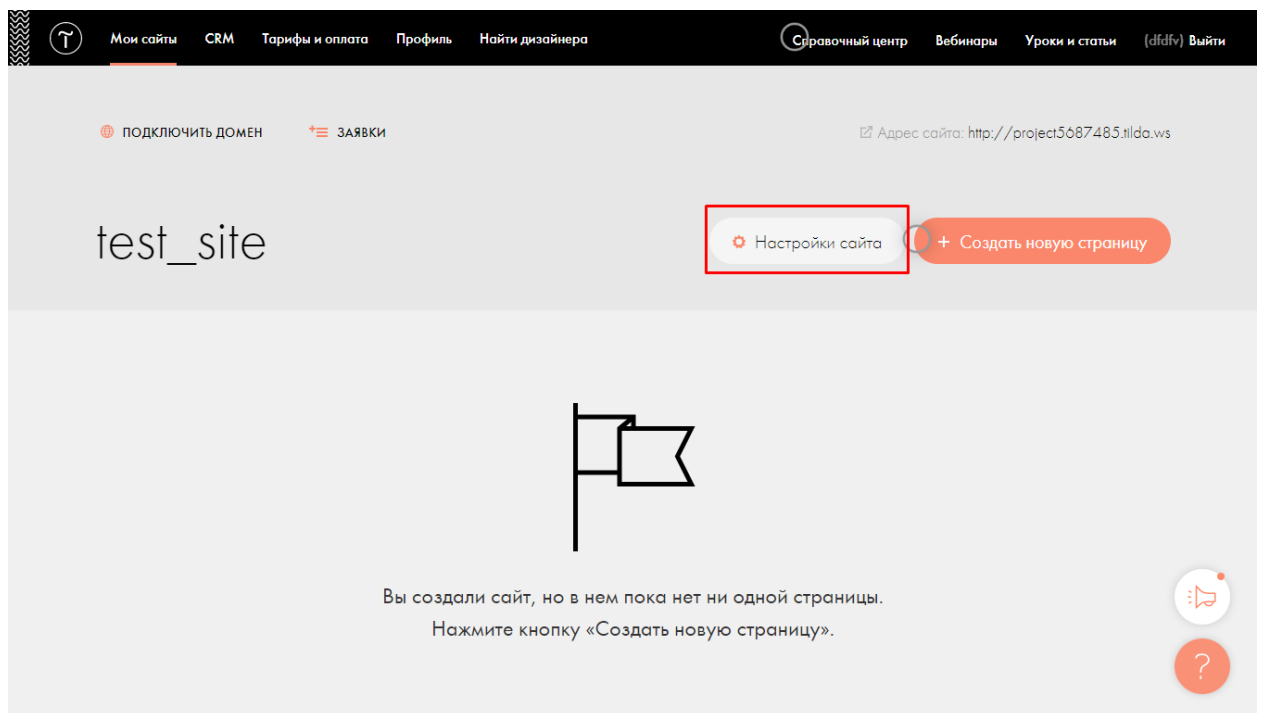 Мои сайты CRM Тарифы и оплата Профиль Найти дизайнера Справочный центр Вебинары Уроки и статьи (dfdfv) Выйти
ПОДКЛЮЧИТЬ ДОМЕН ЗАЯВКИ Адрес сайта: http://project5687485.tilda.ws
test_site Настройки сайта + Создать новую страницу
Вы создали сайт, но в нем пока нет ни одной страницы.
Нажмите кнопку «Создать новую страницу».
?